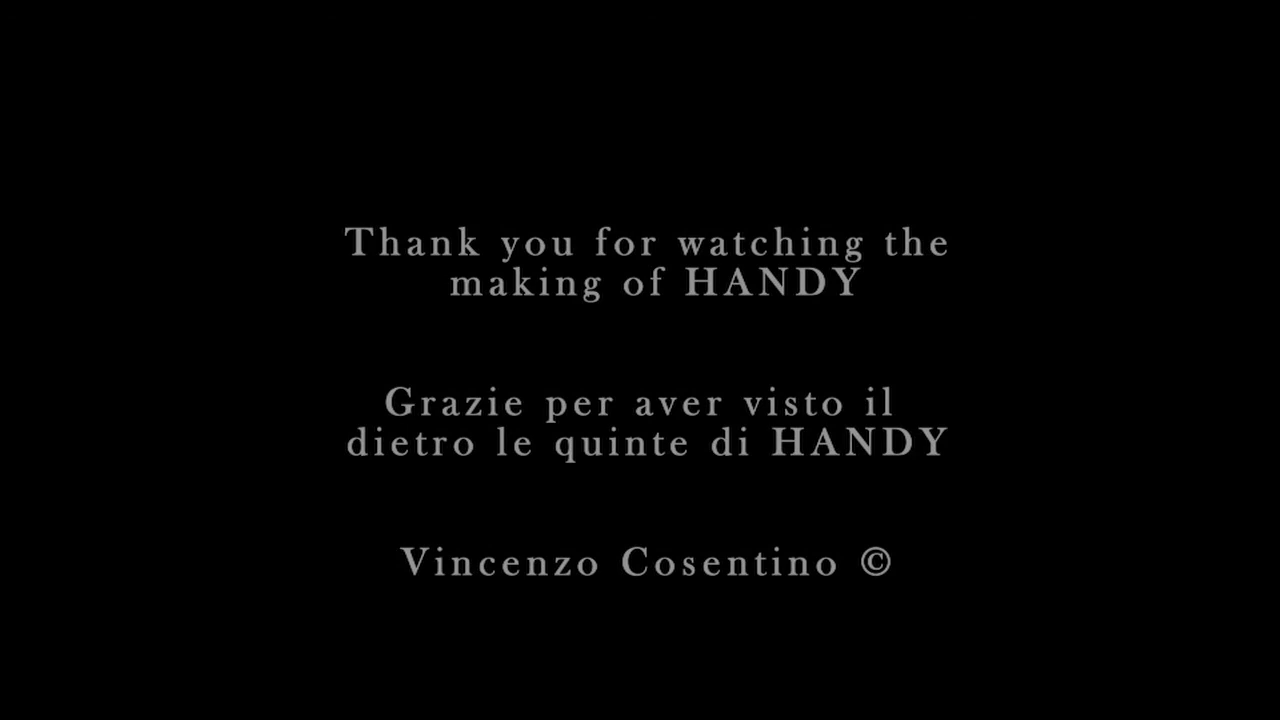 Thank you for watching the
making of HANDY
Grazie per aver visto il
dietro le quinte di HANDY
Vincenzo Cosentino ©